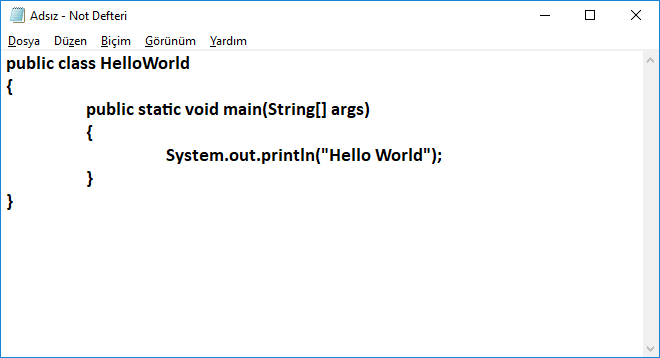 Adsız - Not Defteri
Dosya Düzen Biçim Görünüm Yardım
public class HelloWorld
{
public static void main(String[] args)
{
System.out.println("Hello World");
}
}